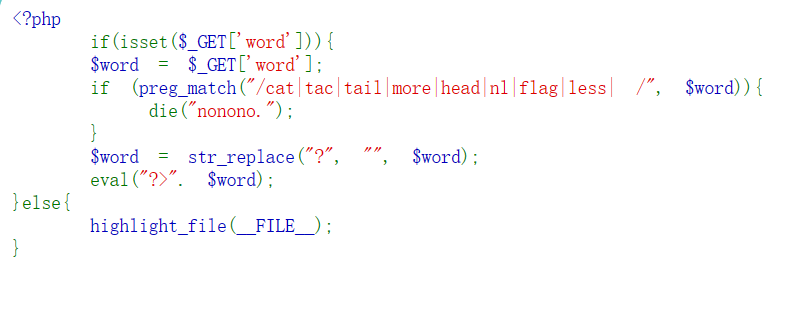 <?php
if(isset($_GET['word'])){
$word = $_GET['word'];
if (preg_match("/cat|tac|tail|more|head|nl|flag|less| /", $word)){
die("nonono.");
}
$word = str_replace("?", "", $word);
eval("?>". $word);
}else{
highlight_file(__FILE__);
}